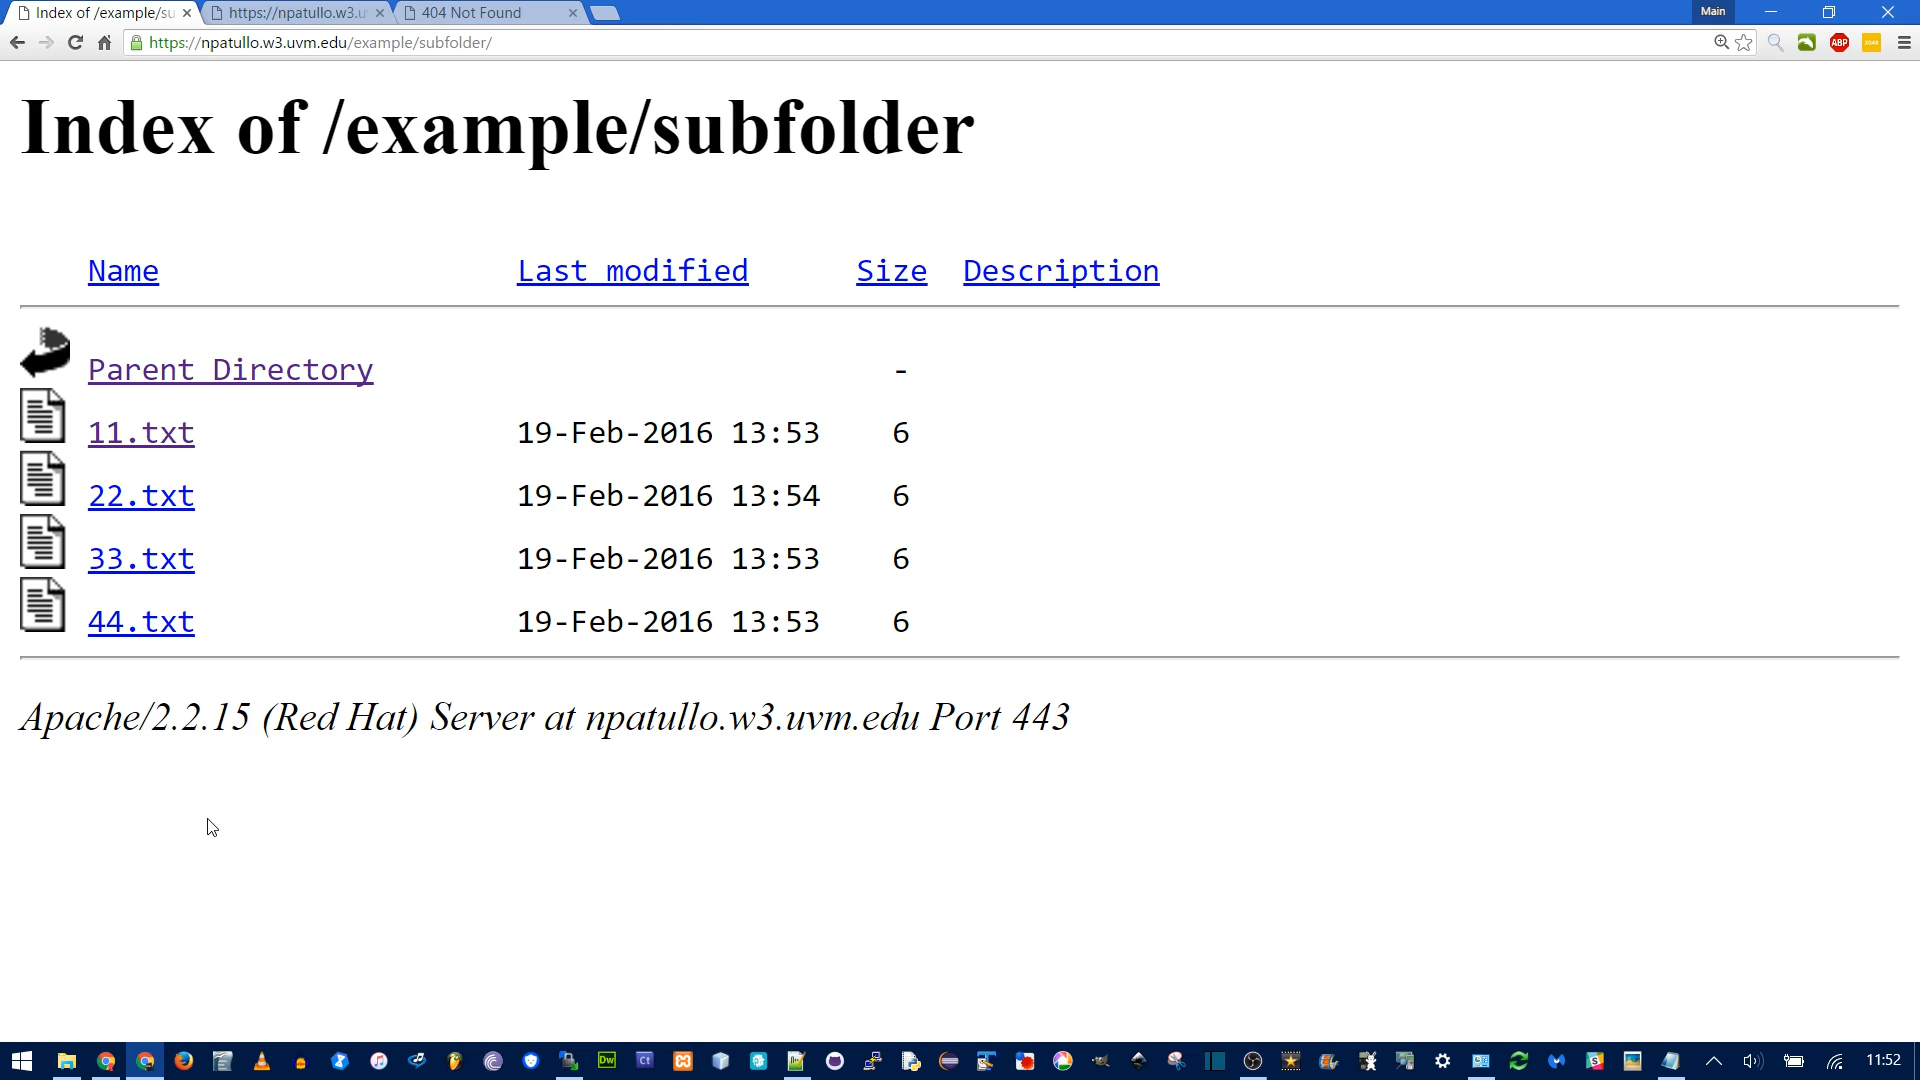 Index of /example/su
https://npatullo.w3.u
404 Not Found
Main
https://npatullo.w3.uvm.edu/example/subfolder/
ABP
Index of /example/subfolder
Name Last modified Size Description
Parent Directory -
11.txt 19-Feb-2016 13:53 6
22.txt 19-Feb-2016 13:54 6
33.txt 19-Feb-2016 13:53 6
44.txt 19-Feb-2016 13:53 6
Apache/2.2.15 (Red Hat) Server at npatullo.w3.uvm.edu Port 443
Dw
Ct
11:52